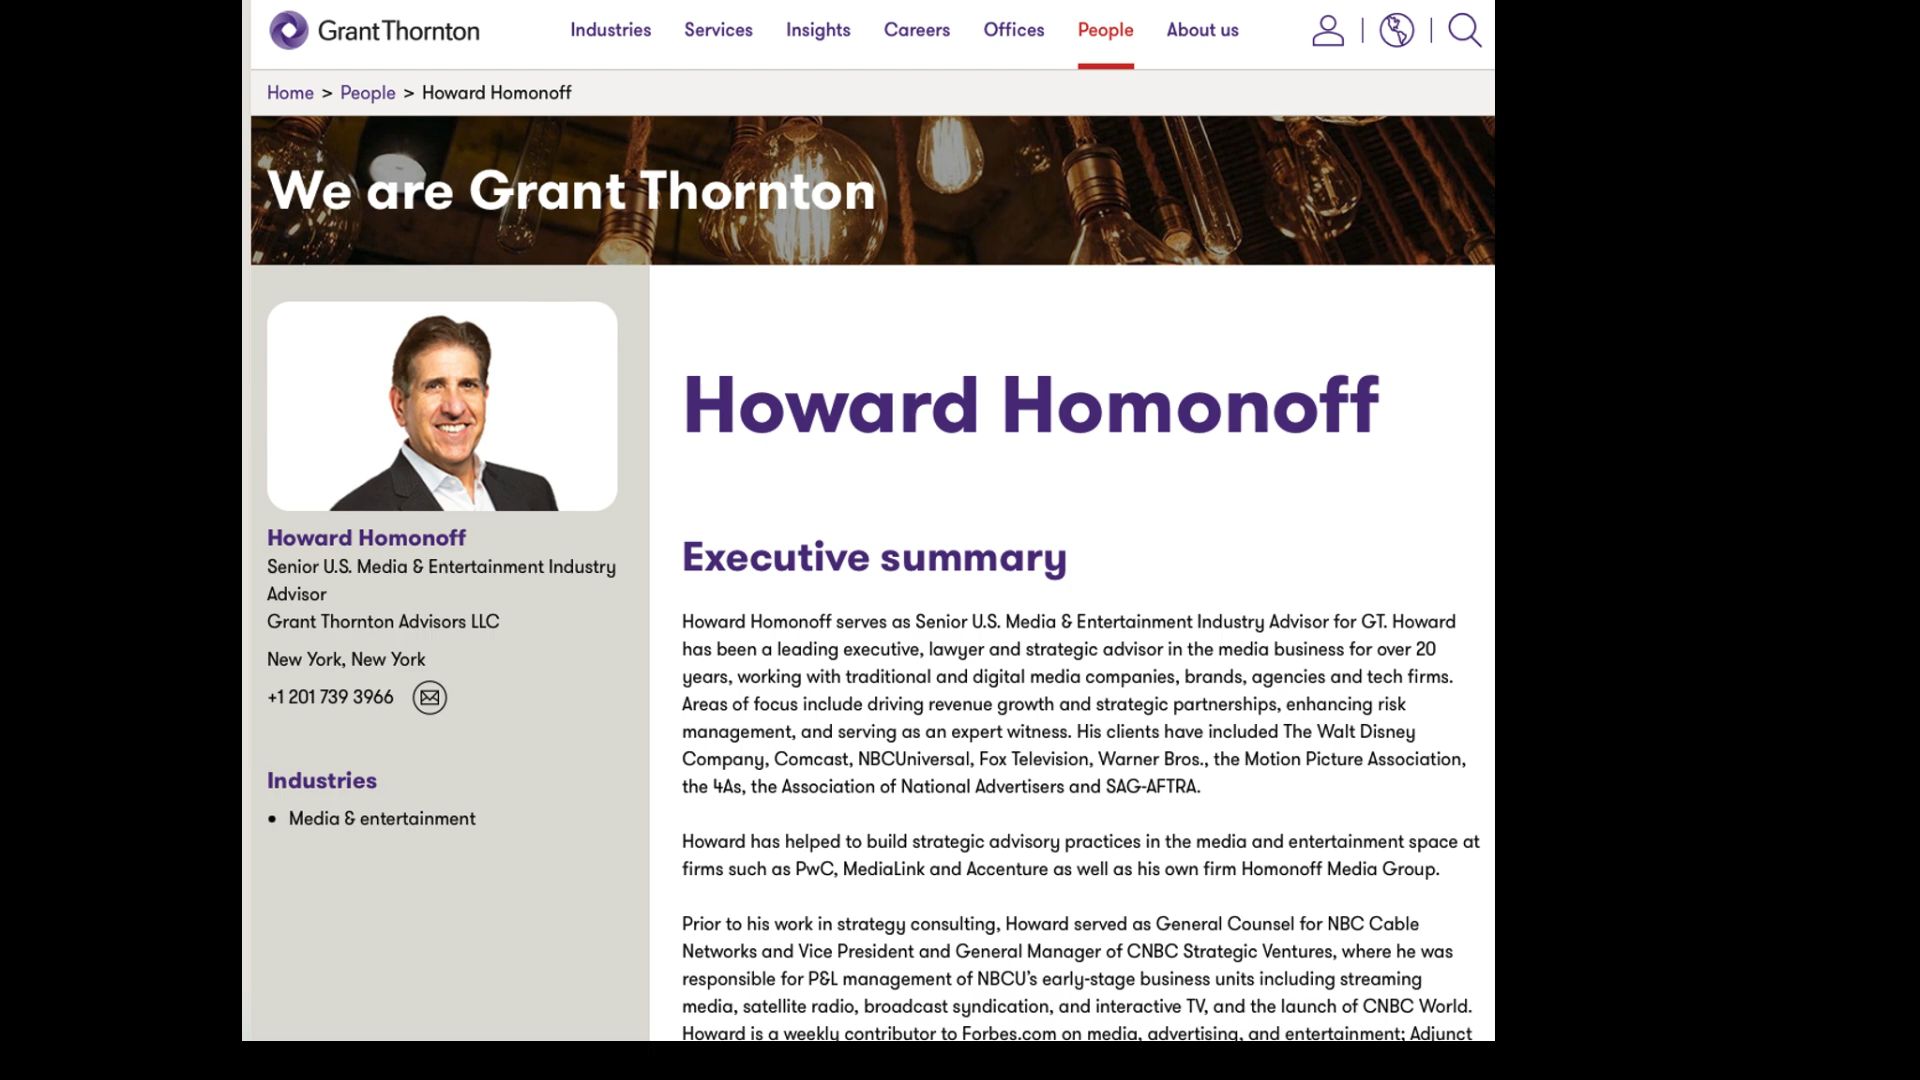 Grant Thornton
Industries Services Insights Careers Offices People About us
Home > People > Howard Homonoff
We are Grant Thornton
Howard Homonoff
Senior U.S. Media & Entertainment Industry
Advisor
Grant Thornton Advisors LLC
New York, New York
+1 201 739 3966
Industries
• Media & entertainment
Howard Homonoff
Executive summary
Howard Homonoff serves as Senior U.S. Media & Entertainment Industry Advisor for GT. Howard
has been a leading executive, lawyer and strategic advisor in the media business for over 20
years, working with traditional and digital media companies, brands, agencies and tech firms.
Areas of focus include driving revenue growth and strategic partnerships, enhancing risk
management, and serving as an expert witness. His clients have included The Walt Disney
Company, Comcast, NBCUniversal, Fox Television, Warner Bros., the Motion Picture Association,
the 4As, the Association of National Advertisers and SAG-AFTRA.
Howard has helped to build strategic advisory practices in the media and entertainment space at
firms such as PwC, MediaLink and Accenture as well as his own firm Homonoff Media Group.
Prior to his work in strategy consulting, Howard served as General Counsel for NBC Cable
Networks and Vice President and General Manager of CNBC Strategic Ventures, where he was
responsible for P&L management of NBCU's early-stage business units including streaming
media, satellite radio, broadcast syndication, and interactive TV, and the launch of CNBC World.
Howard is a weekly contributor to Forbes.com on media, advertising, and entertainment; Adjunct